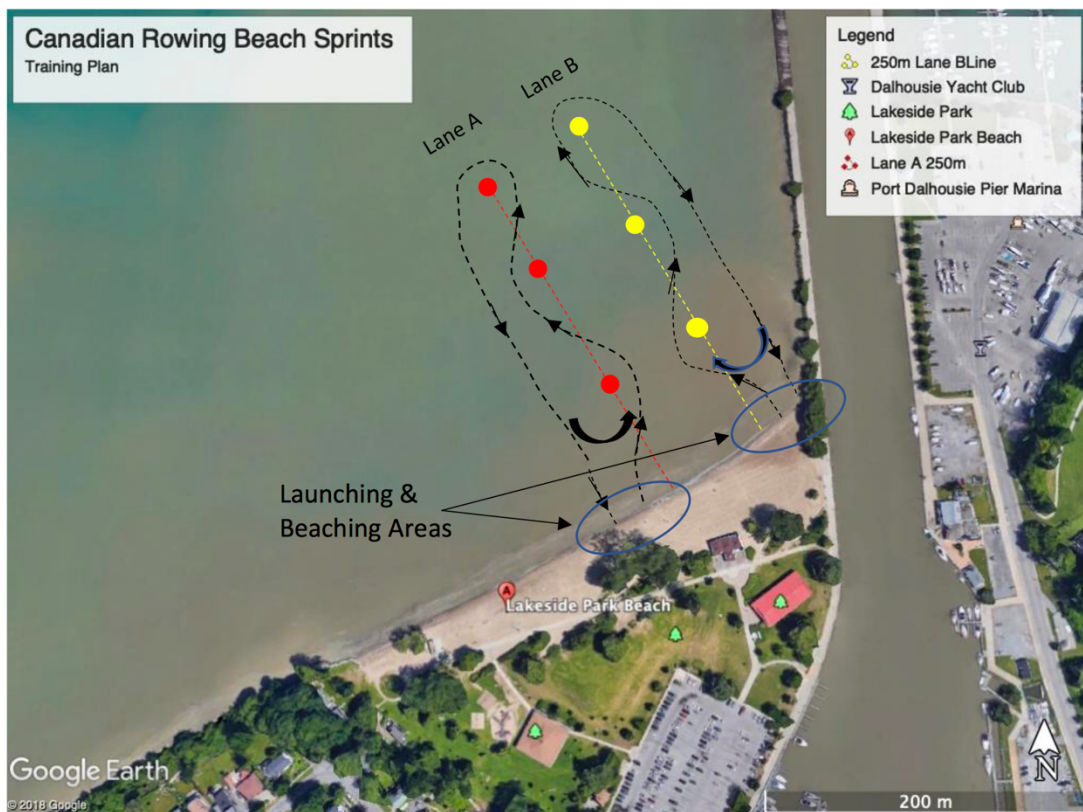 Canadian Rowing Beach Sprints
Training Plan
Legend
250m Lane BLine
Dalhousie Yacht Club
Lakeside Park
Lakeside Park Beach
Lane A 250m
Port Dalhousie Pier Marina
Lane A
Lane B
Launching &
Beaching Areas
A
Lakeside Park Beach
Google Earth
© 2018 Google
200 m
N